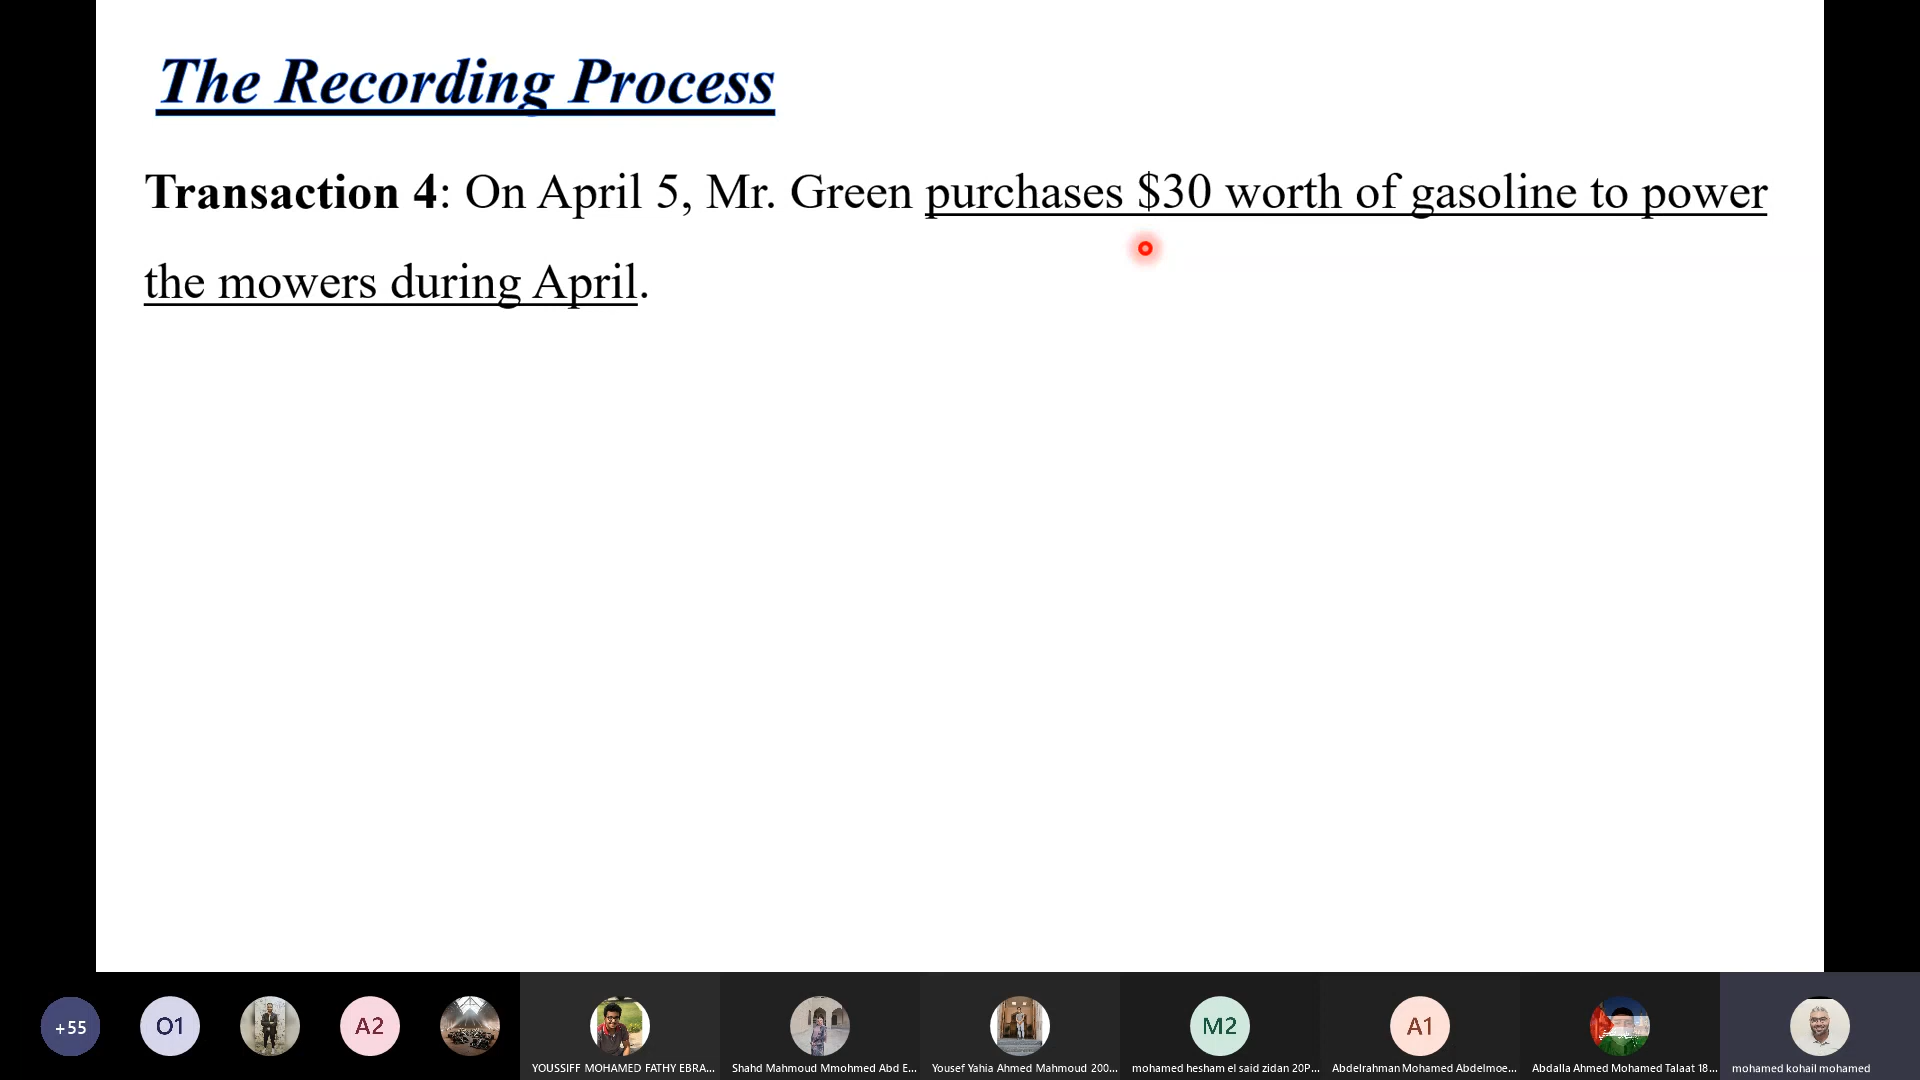 The Recording Process
Transaction 4: On April 5, Mr. Green purchases $30 worth of gasoline to power
the mowers during April.
+55
O1
A2
M2
A1
YOUSSIFF MOHAMED FATHY EBRA...
Shahd Mahmoud Mmohmed Abd E...
Yousef Yahia Ahmed Mahmoud 200...
mohamed hesham el said zidan 20P...
Abdelrahman Mohamed Abdelmoe...
Abdalla Ahmed Mohamed Talaat 18...
mohamed kohail mohamed